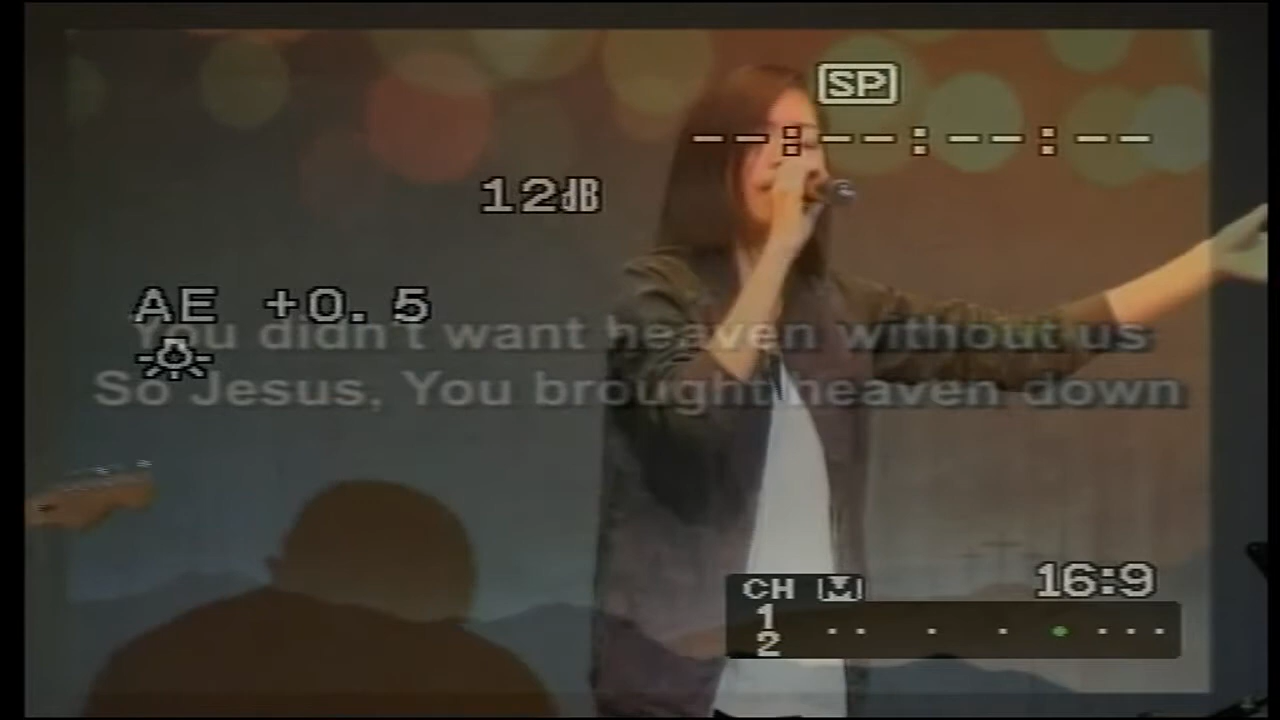 SP
--:--:--:--
12dB
AE +0.5
You didn't want heaven without us
So Jesus, You brought heaven down
CH M 16:9
1
2